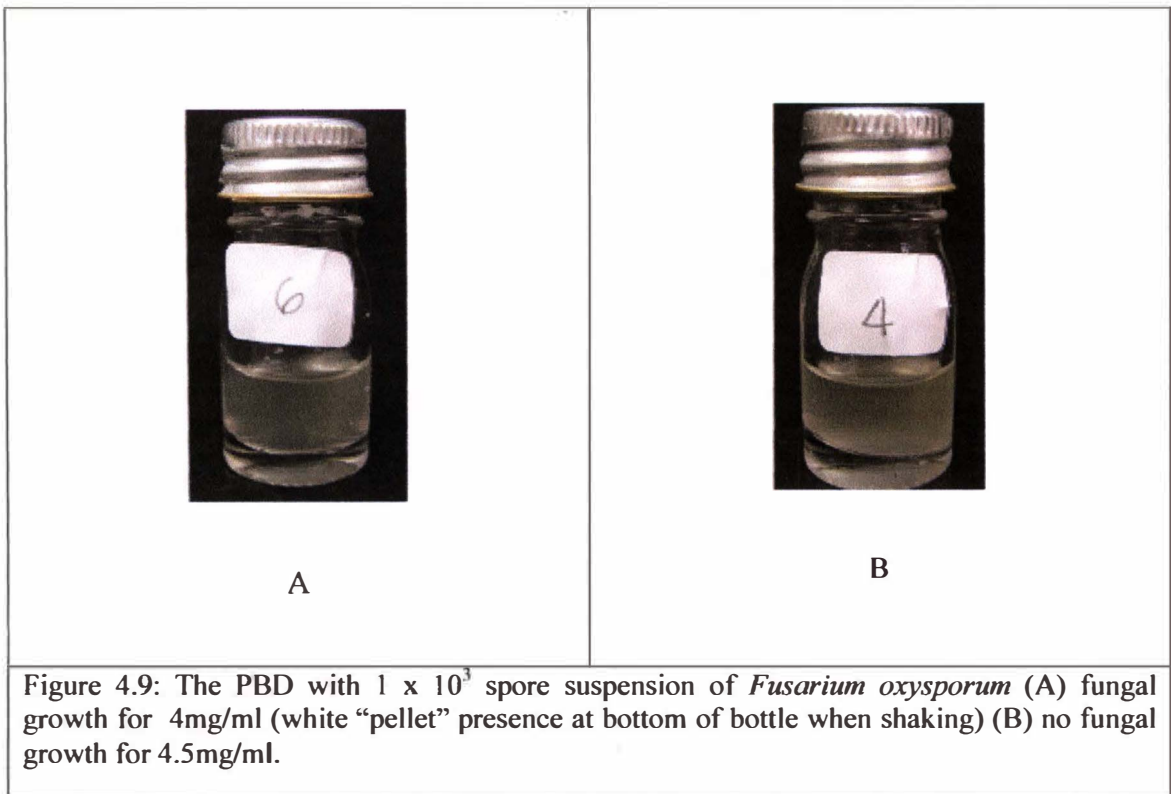 6
4
A
B
Figure 4.9: The PBD with 1 x 10³ spore suspension of Fusarium oxysporum (A) fungal
growth for 4mg/ml (white “pellet” presence at bottom of bottle when shaking) (B) no fungal
growth for 4.5mg/ml.